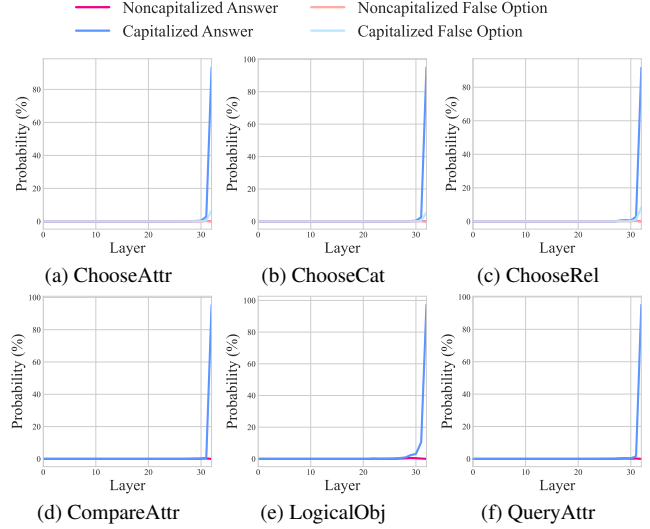 Noncapitalized Answer Noncapitalized False Option
Capitalized Answer Capitalized False Option
Probability (%)
80
60
40
20
0
0 10 20 30
Layer
(a) ChooseAttr
Probability (%)
100
80
60
40
20
0
0 10 20 30
Layer
(b) ChooseCat
Probability (%)
80
60
40
20
0
0 10 20 30
Layer
(c) ChooseRel
Probability (%)
100
80
60
40
20
0
0 10 20 30
Layer
(d) CompareAttr
Probability (%)
100
80
60
40
20
0
0 10 20 30
Layer
(e) LogicalObj
Probability (%)
100
80
60
40
20
0
0 10 20 30
Layer
(f) QueryAttr